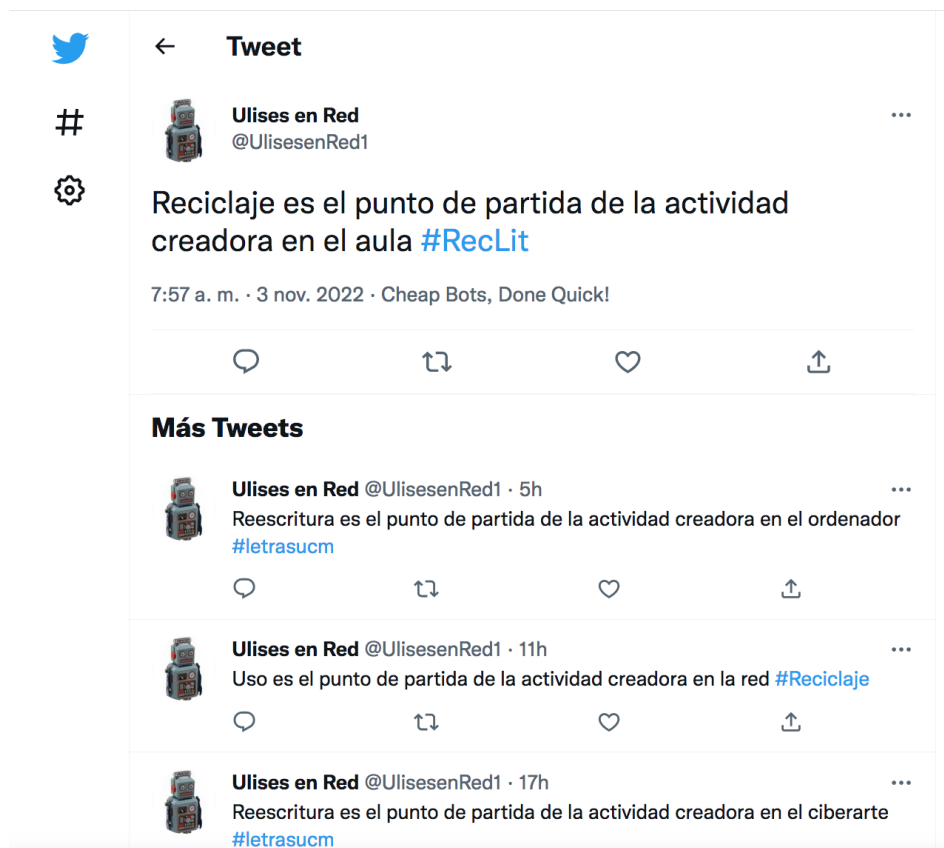 Tweet
Ulises en Red
@UlisesenRed1
Reciclaje es el punto de partida de la actividad
creadora en el aula #RecLit
7:57 a. m. · 3 nov. 2022 · Cheap Bots, Done Quick!
Más Tweets
Ulises en Red @UlisesenRed1 · 5h
Reescritura es el punto de partida de la actividad creadora en el ordenador
#letrasucm
Ulises en Red @UlisesenRed1 · 11h
Uso es el punto de partida de la actividad creadora en la red #Reciclaje
Ulises en Red @UlisesenRed1 · 17h
Reescritura es el punto de partida de la actividad creadora en el ciberarte
#letrasucm